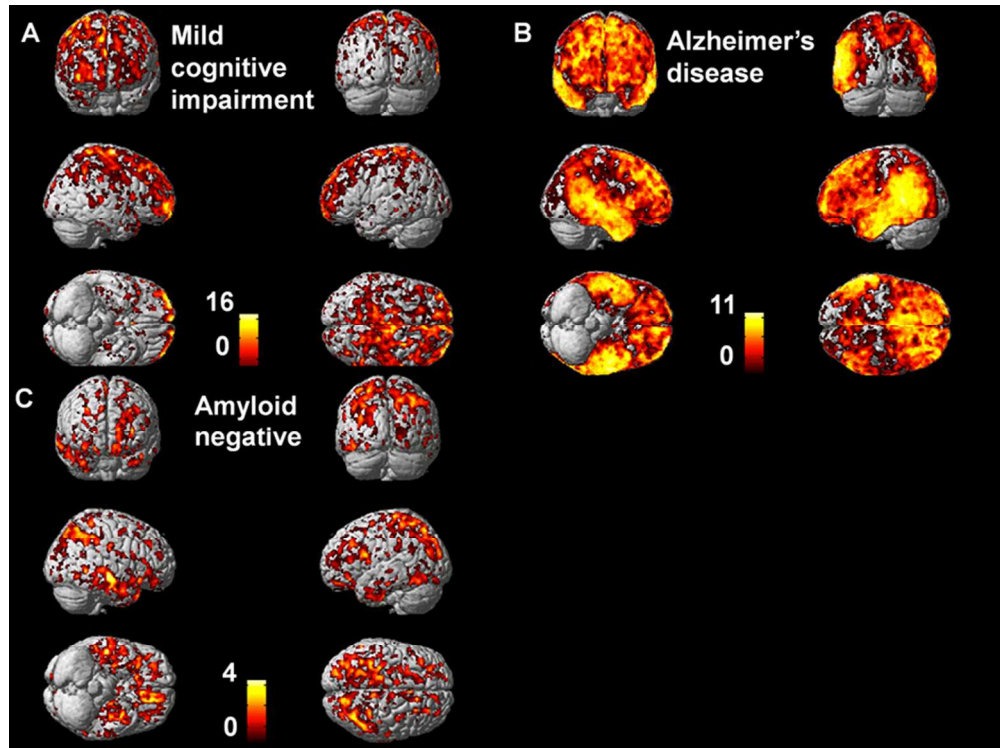 A
Mild
cognitive
impairment
B
Alzheimer's
disease
16
0
11
0
C
Amyloid
negative
4
0